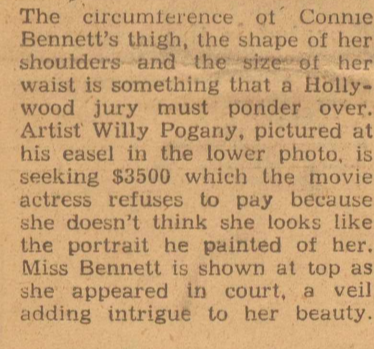 The circumference of Connie
Bennett's thigh, the shape of her
shoulders and the size of her
waist is something that a Holly-
wood jury must ponder over.
Artist Willy Pogany, pictured at
his easel in the lower photo, is
seeking $3500 which the movie
actress refuses to pay because
she doesn't think she looks like
the portrait he painted of her.
Miss Bennett is shown at top as
she appeared in court, a veil
adding intrigue to her beauty.